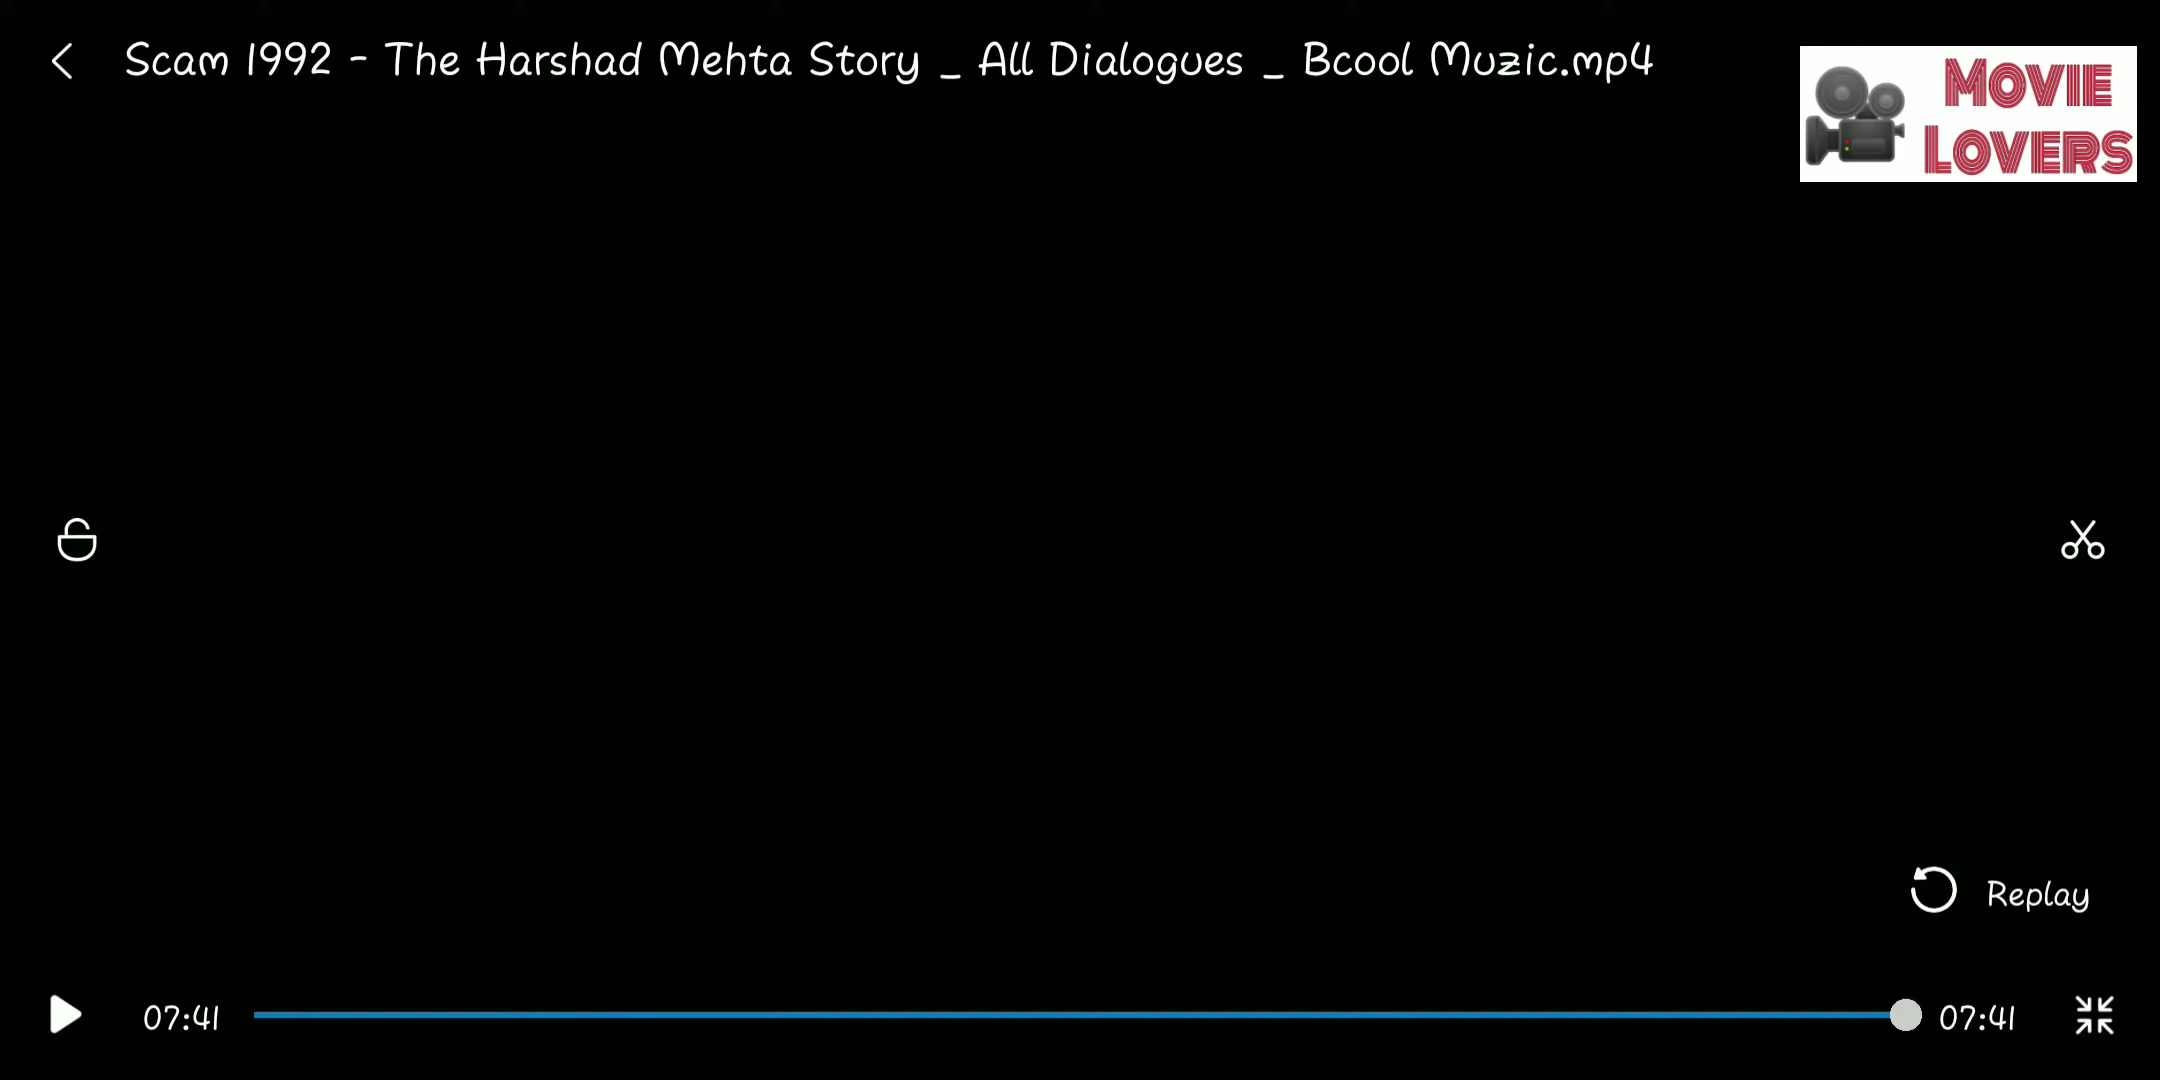 Scam 1992 - The Harshad Mehta Story _ All Dialogues _ Bcool Muzic.mp4
MOVIE
LOVERS
Replay
07:41
07:41